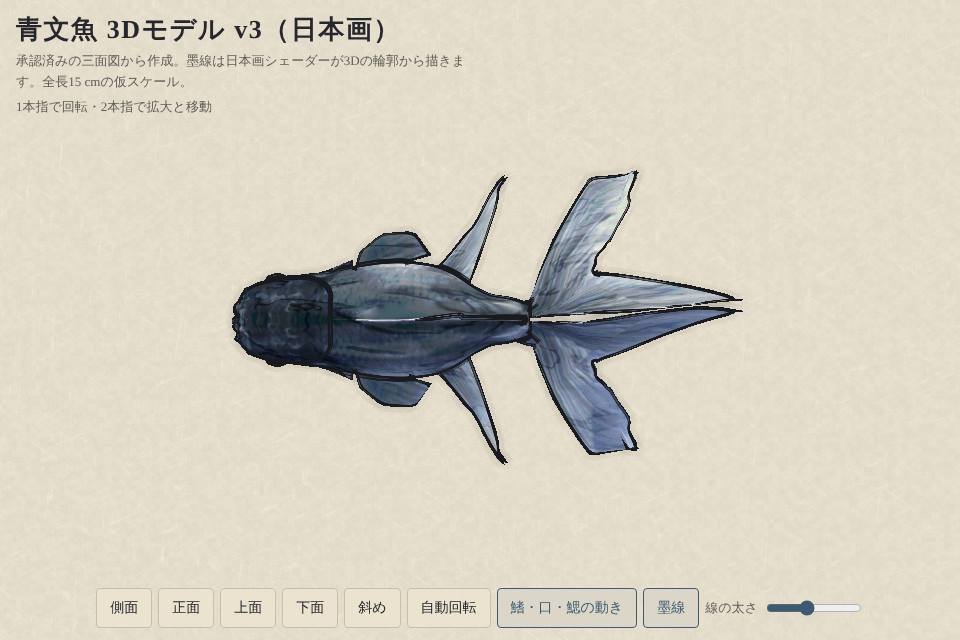 青文魚 3Dモデル v3（日本画）
承認済みの三面図から作成。墨線は日本画シェーダーが3Dの輪郭から描きま
す。全長15 cmの仮スケール。
1本指で回転・2本指で拡大と移動
側面
正面
上面
下面
斜め
自動回転
鰭・口・鰓の動き
墨線
線の太さ